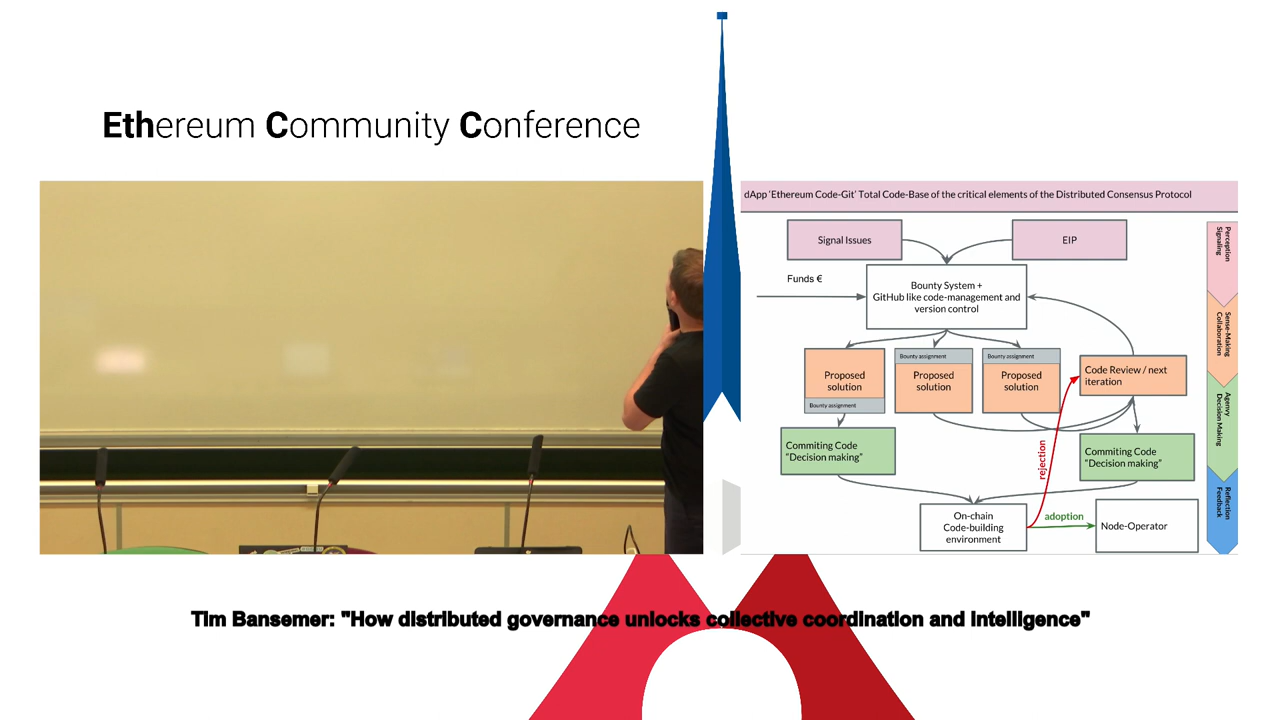 Ethereum Community Conference
dApp 'Ethereum Code-Git' Total Code-Base of the critical elements of the Distributed Consensus Protocol
Signal Issues
EIP
Funds €
Bounty System +
GitHub like code-management and
version control
Proposed
solution
Bounty assignment
Bounty assignment
Proposed
solution
Bounty assignment
Proposed
solution
Code Review / next
iteration
Commiting Code
"Decision making"
rejection
Commiting Code
"Decision making"
On-chain
Code-building
environment
adoption
Node-Operator
Perception
Signaling
Sense-Making
Collaboration
Agenvy
Decision Making
Reflection
Feedback
Tim Bansemer: "How distributed governance unlocks collective coordination and intelligence"